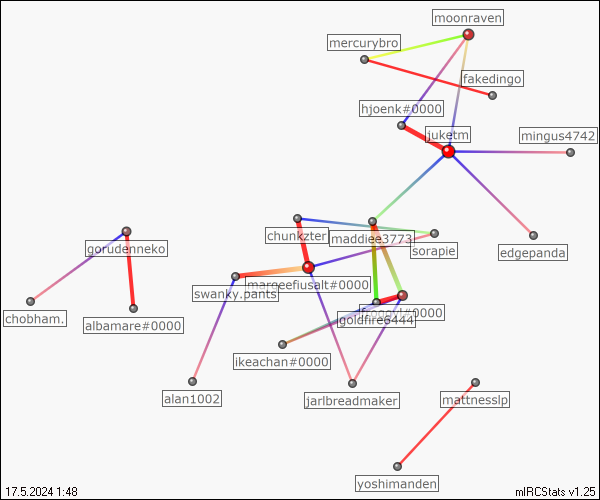 moonraven
mercurybro
fakedingo
hjoenk#0000
juketm
mingus4742
chunkzter
maddiee3773
sorapie
edgepanda
gorudenneko
swanky.pants
margeefiusalt#0000
#0000
goldfire6444
chobham.
albamare#0000
ikeachan#0000
alan1002
jarlbreadmaker
mattnesslp
yoshimanden
17.5.2024 1:48
mIRCStats v1.25